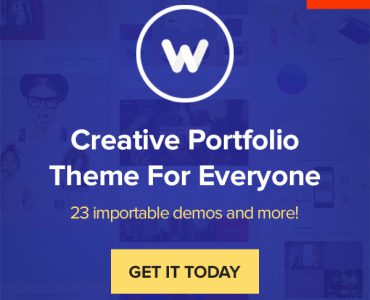 W
Creative Portfolio
Theme For Everyone
23 importable demos and more!
GET IT TODAY